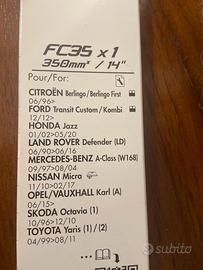 FC35 x 1
350mm³ / 14"
Pour/For:
CITROËN Berlingo/Berlingo First
06/96>
FORD Transit Custom / Kombi
12/12>
HONDA Jazz
01/02>05/20
LAND ROVER Defender (LD)
06/90>06/16
MERCEDES-BENZ A-Class (W168)
09/97>08/04
NISSAN Micra
11/10>02/17
OPEL/VAUXHALL Karl (A)
06/15>
SKODA Octavia (1)
10/96>12/10
TOYOTA Yaris (1) / (2)
04/99>08/11
subito